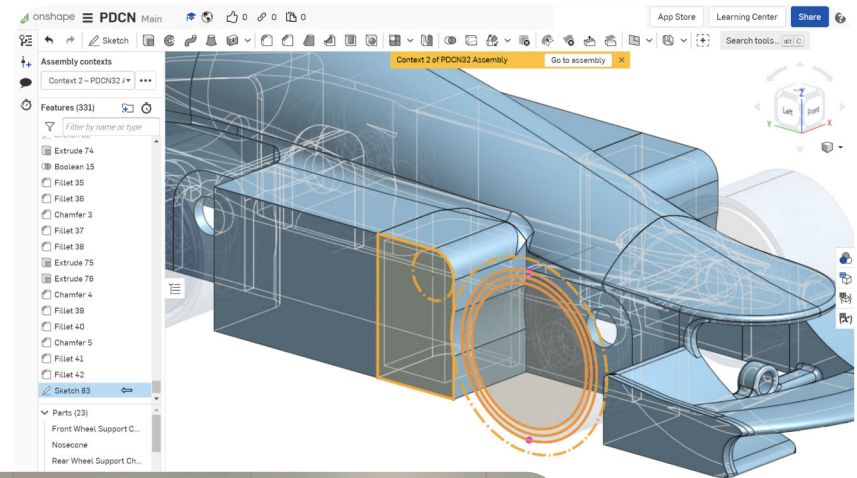 onshape PDCN Main 0 0 0 App Store Learning Center Share
Sketch Search tools... alt C
Assembly contexts
Context 2 of PDCN32 Assembly Go to assembly ×
Context 2 – PDCN32 A
Features (331)
Filter by name or type
Extrude 74
Boolean 15
Fillet 35
Fillet 36
Chamfer 3
Fillet 37
Fillet 38
Extrude 75
Extrude 76
Chamfer 4
Fillet 39
Fillet 40
Chamfer 5
Fillet 41
Fillet 42
Sketch 83
Parts (23)
Front Wheel Support C...
Nosecone
Rear Wheel Support Ch...
Z
Left Front
Y X